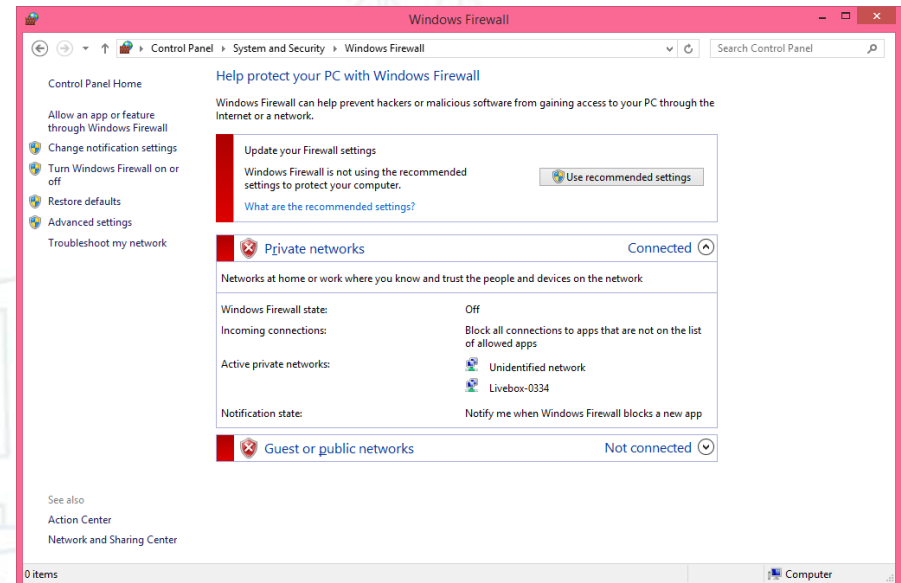 Windows Firewall
Control Panel
System and Security
Windows Firewall
Search Control Panel
Control Panel Home
Allow an app or feature
through Windows Firewall
Change notification settings
Turn Windows Firewall on or
off
Restore defaults
Advanced settings
Troubleshoot my network
See also
Action Center
Network and Sharing Center
Help protect your PC with Windows Firewall
Windows Firewall can help prevent hackers or malicious software from gaining access to your PC through the
Internet or a network.
Update your Firewall settings
Windows Firewall is not using the recommended
settings to protect your computer.
Use recommended settings
What are the recommended settings?
Private networks Connected
Networks at home or work where you know and trust the people and devices on the network
Windows Firewall state: Off
Incoming connections: Block all connections to apps that are not on the list
of allowed apps
Active private networks: Unidentified network
Livebox-0334
Notification state: Notify me when Windows Firewall blocks a new app
Guest or public networks Not connected
0 items
Computer